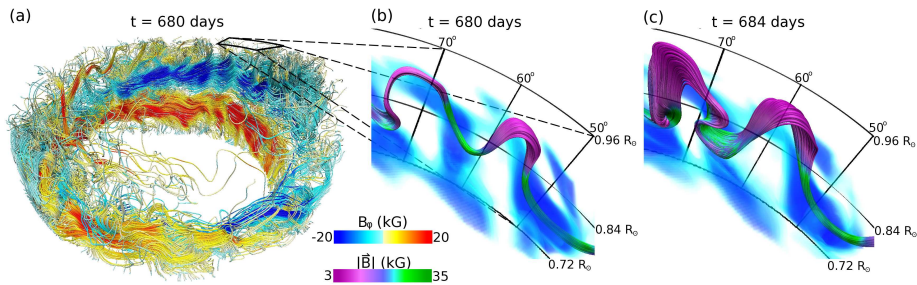 (a)
t = 680 days
(b)
t = 680 days
(c)
t = 684 days
70°
60°
50°
0.96 R⊙
0.84 R⊙
0.72 R⊙
70°
60°
50°
0.96 R⊙
0.84 R⊙
0.72 R⊙
Bφ (kG)
-20 20
|B⃗| (kG)
3 35